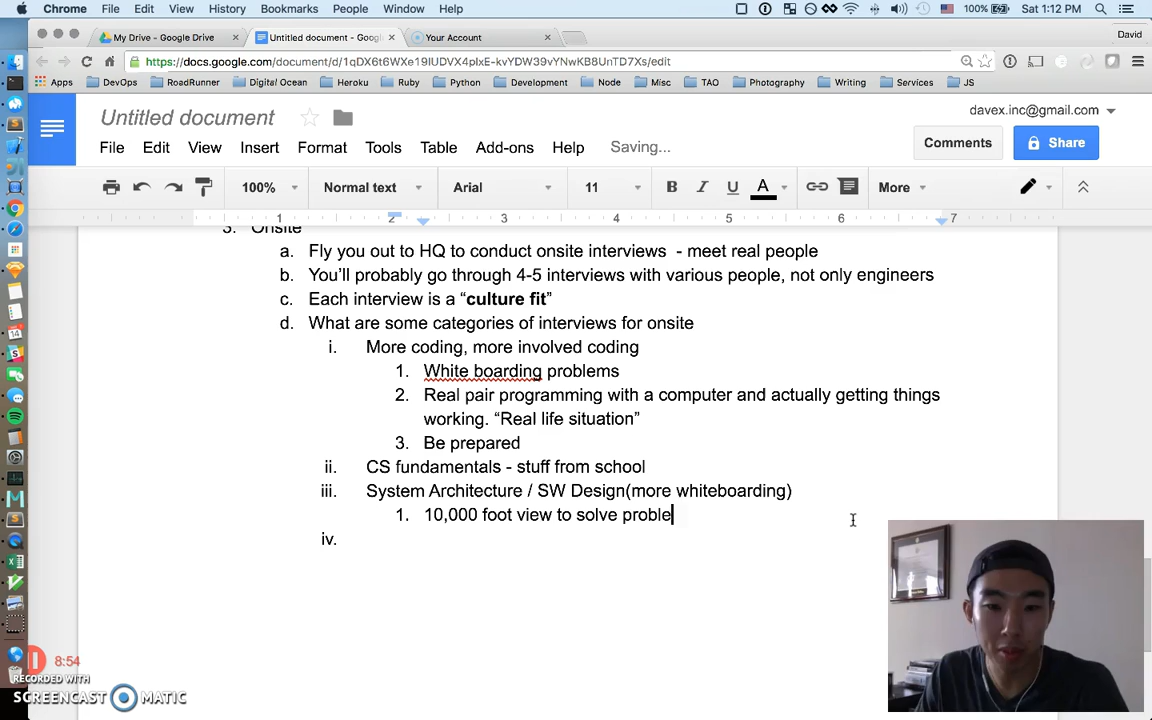 Chrome File Edit View History Bookmarks People Window Help 100% Sat 1:12 PM
My Drive - Google Drive Untitled document - Googl Your Account David
https://docs.google.com/document/d/1qDX6t6WXe19IUDVX4pIxE-kvYDW39vYNwKB8UnTD7Xs/edit
Apps DevOps RoadRunner Digital Ocean Heroku Ruby Python Development Node Misc TAO Photography Writing Services JS
Untitled document davex.inc@gmail.com
File Edit View Insert Format Tools Table Add-ons Help Saving... Comments Share
100% Normal text Arial 11 B I U A More
1 2 3 4 5 6 7
3. Onsite
a. Fly you out to HQ to conduct onsite interviews - meet real people
b. You'll probably go through 4-5 interviews with various people, not only engineers
c. Each interview is a “culture fit”
d. What are some categories of interviews for onsite
i. More coding, more involved coding
1. White boarding problems
2. Real pair programming with a computer and actually getting things
working. “Real life situation”
3. Be prepared
ii. CS fundamentals - stuff from school
iii. System Architecture / SW Design(more whiteboarding)
1. 10,000 foot view to solve proble
iv.
8:54
RECORDED WITH
SCREENCAST MATIC